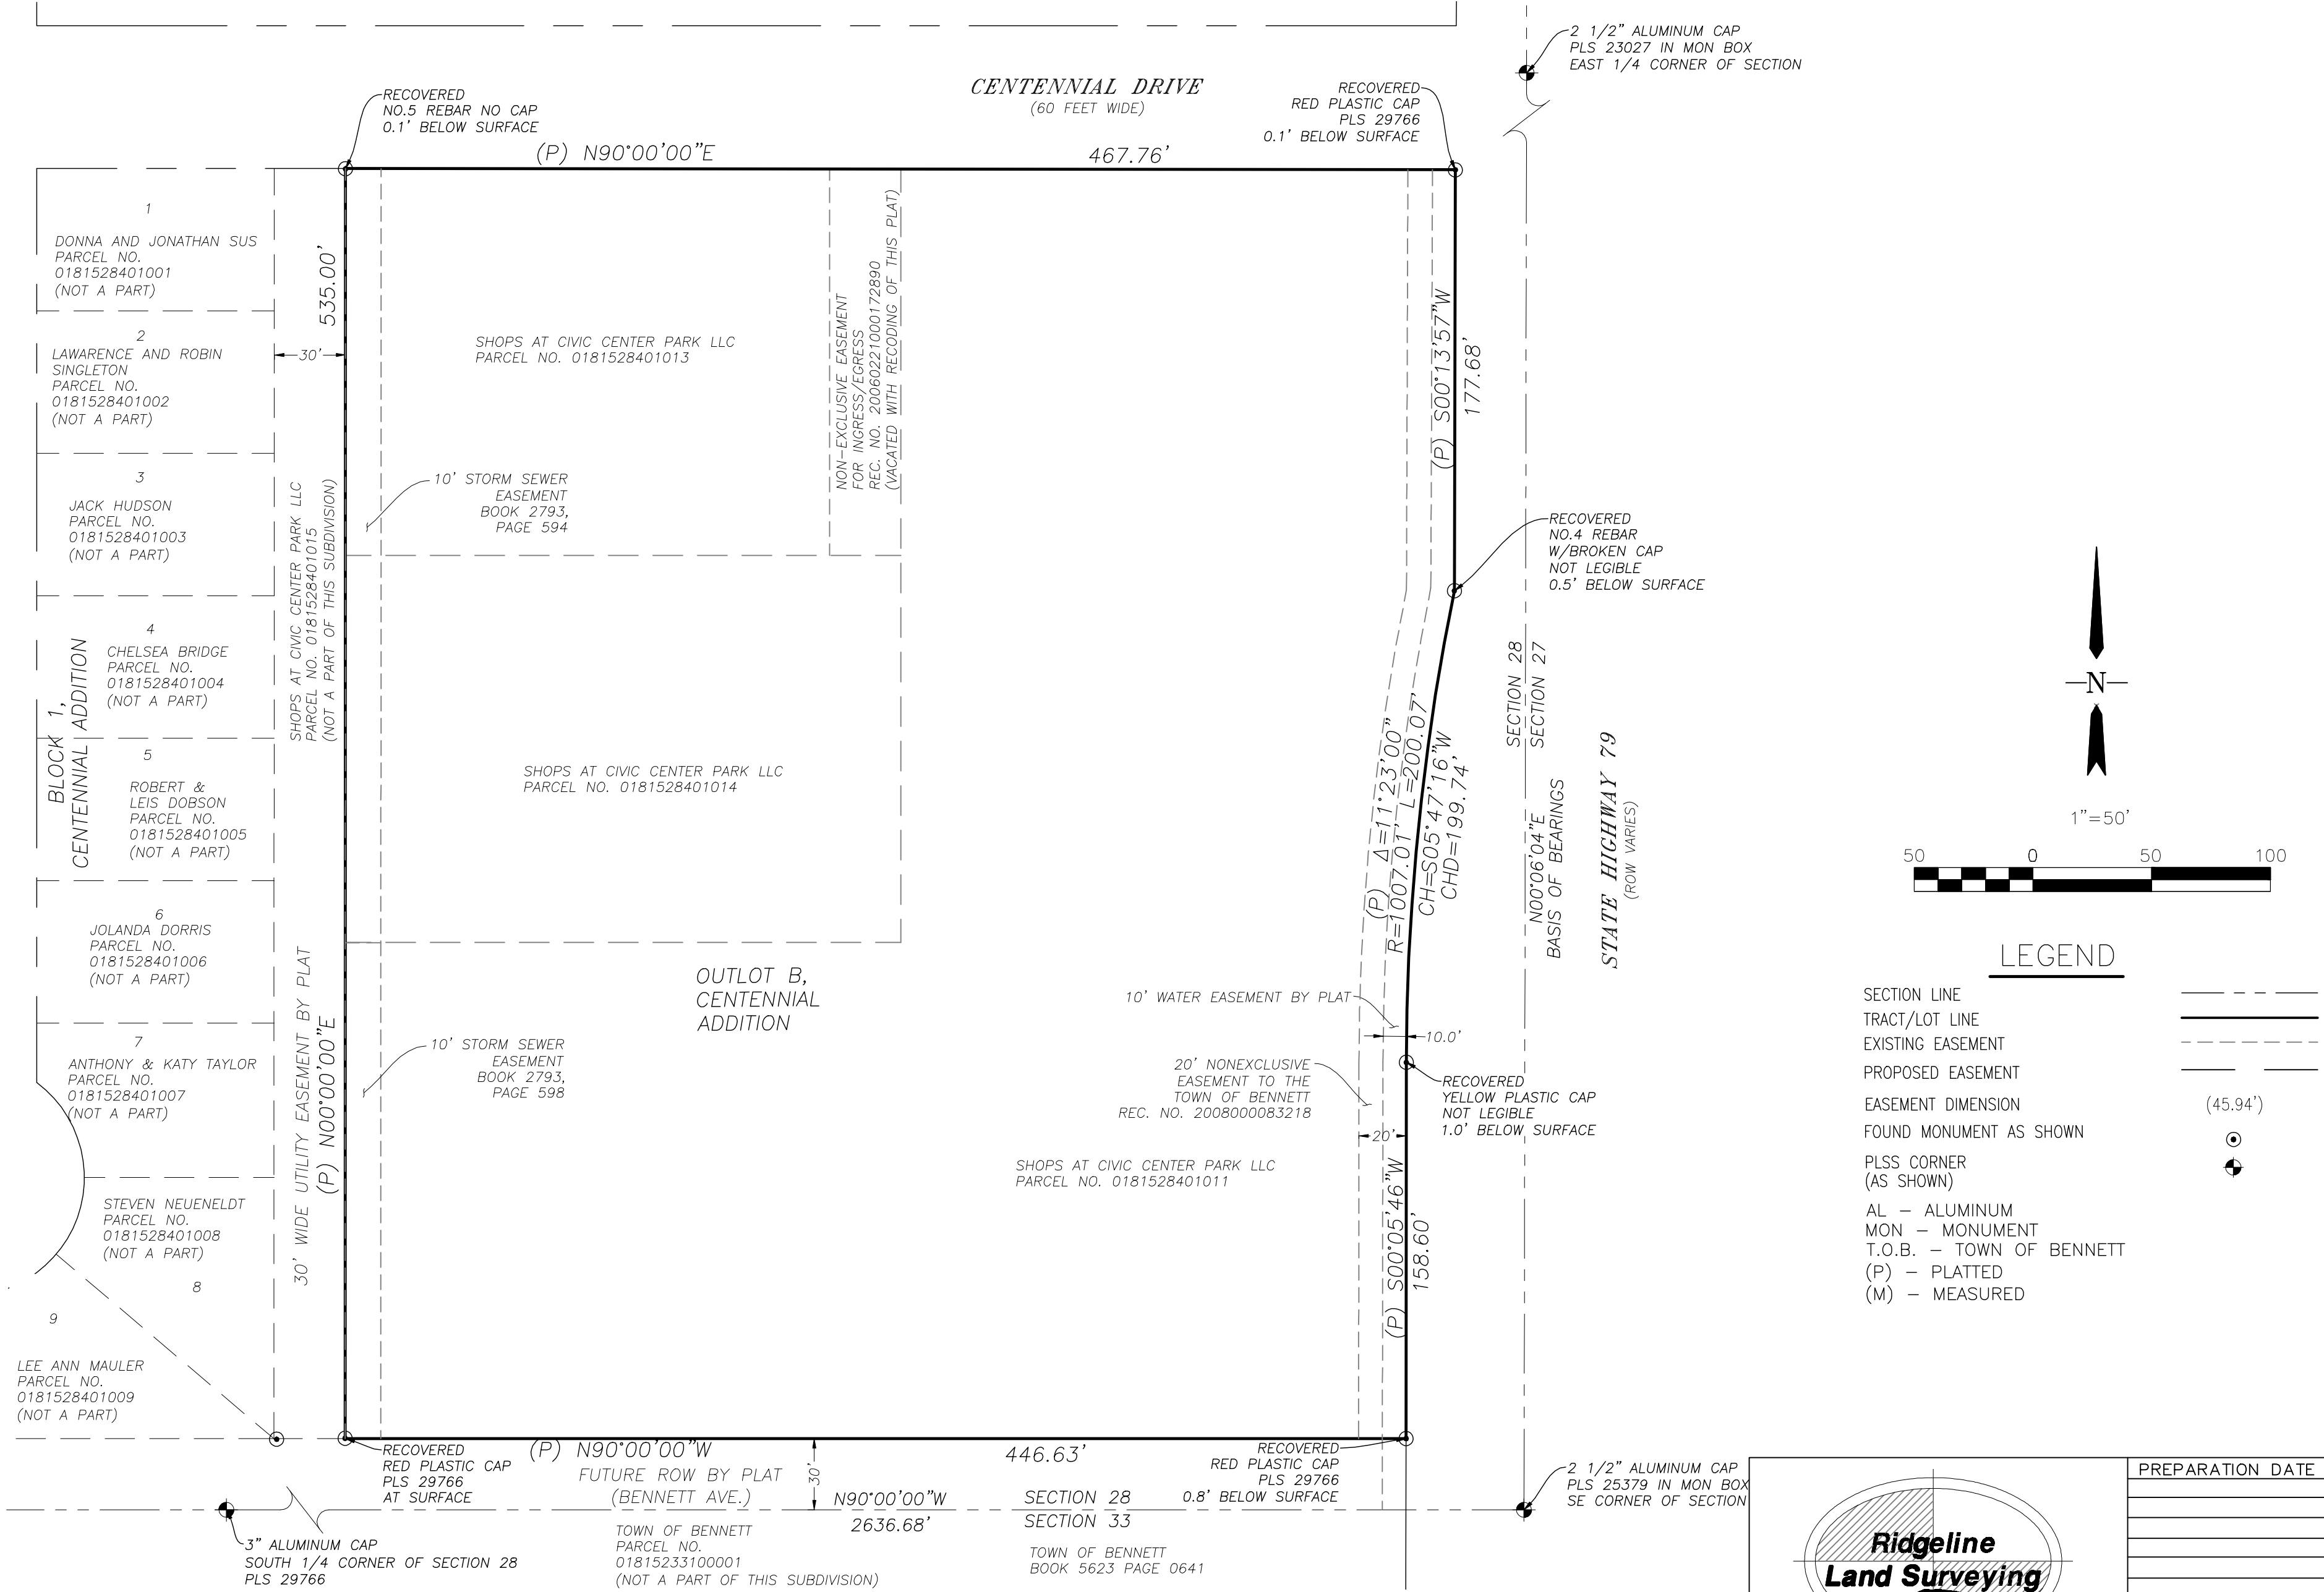 2 1/2" ALUMINUM CAP
PLS 23027 IN MON BOX
EAST 1/4 CORNER OF SECTION
CENTENNIAL DRIVE
(60 FEET WIDE)
RECOVERED
NO.5 REBAR NO CAP
0.1' BELOW SURFACE
RECOVERED
RED PLASTIC CAP
PLS 29766
0.1' BELOW SURFACE
(P) N90°00'00"E
467.76'
1
DONNA AND JONATHAN SUS
PARCEL NO.
0181528401001
(NOT A PART)
2
LAWARENCE AND ROBIN
SINGLETON
PARCEL NO.
0181528401002
(NOT A PART)
3
JACK HUDSON
PARCEL NO.
0181528401003
(NOT A PART)
4
CHELSEA BRIDGE
PARCEL NO.
0181528401004
(NOT A PART)
BLOCK 1,
CENTENNIAL ADDITION
5
ROBERT &
LEIS DOBSON
PARCEL NO.
0181528401005
(NOT A PART)
6
JOLANDA DORRIS
PARCEL NO.
0181528401006
(NOT A PART)
7
ANTHONY & KATY TAYLOR
PARCEL NO.
0181528401007
(NOT A PART)
STEVEN NEUENELDT
PARCEL NO.
0181528401008
(NOT A PART)
8
9
LEE ANN MAULER
PARCEL NO.
0181528401009
(NOT A PART)
535.00'
30'
SHOPS AT CIVIC CENTER PARK LLC
PARCEL NO. 0181528401015
(NOT A PART OF THIS SUBDIVISION)
30' WIDE UTILITY EASEMENT BY PLAT
(P) N00°00'00"E
SHOPS AT CIVIC CENTER PARK LLC
PARCEL NO. 0181528401013
NON-EXCLUSIVE EASEMENT
FOR INGRESS/EGRESS
REC. NO. 20060221000172890
(VACATED WITH RECODING OF THIS PLAT)
10' STORM SEWER
EASEMENT
BOOK 2793,
PAGE 594
SHOPS AT CIVIC CENTER PARK LLC
PARCEL NO. 0181528401014
OUTLOT B,
CENTENNIAL
ADDITION
10' STORM SEWER
EASEMENT
BOOK 2793,
PAGE 598
(P) S00°13'57"W
177.68'
RECOVERED
NO.4 REBAR
W/BROKEN CAP
NOT LEGIBLE
0.5' BELOW SURFACE
(P) Δ=11°23'00"
R=1007.01' L=200.07'
CH=S05°47'16"W
CHD=199.74'
SECTION 28
SECTION 27
N00°06'04"E
BASIS OF BEARINGS
STATE HIGHWAY 79
(ROW VARIES)
10' WATER EASEMENT BY PLAT
10.0'
20' NONEXCLUSIVE
EASEMENT TO THE
TOWN OF BENNETT
REC. NO. 2008000083218
RECOVERED
YELLOW PLASTIC CAP
NOT LEGIBLE
1.0' BELOW SURFACE
20'
SHOPS AT CIVIC CENTER PARK LLC
PARCEL NO. 0181528401011
(P) S00°05'46"W
158.60'
RECOVERED
RED PLASTIC CAP
PLS 29766
AT SURFACE
(P) N90°00'00"W
446.63'
FUTURE ROW BY PLAT
(BENNETT AVE.)
30'
RECOVERED
RED PLASTIC CAP
PLS 29766
0.8' BELOW SURFACE
N90°00'00"W
2636.68'
SECTION 28
SECTION 33
2 1/2" ALUMINUM CAP
PLS 25379 IN MON BOX
SE CORNER OF SECTION
3" ALUMINUM CAP
SOUTH 1/4 CORNER OF SECTION 28
PLS 29766
TOWN OF BENNETT
PARCEL NO.
01815233100001
(NOT A PART OF THIS SUBDIVISION)
TOWN OF BENNETT
BOOK 5623 PAGE 0641
N
1"=50'
50 0 50 100
LEGEND
SECTION LINE
TRACT/LOT LINE
EXISTING EASEMENT
PROPOSED EASEMENT
EASEMENT DIMENSION (45.94')
FOUND MONUMENT AS SHOWN
PLSS CORNER
(AS SHOWN)
AL - ALUMINUM
MON - MONUMENT
T.O.B. - TOWN OF BENNETT
(P) - PLATTED
(M) - MEASURED
PREPARATION DATE
Ridgeline
Land Surveying